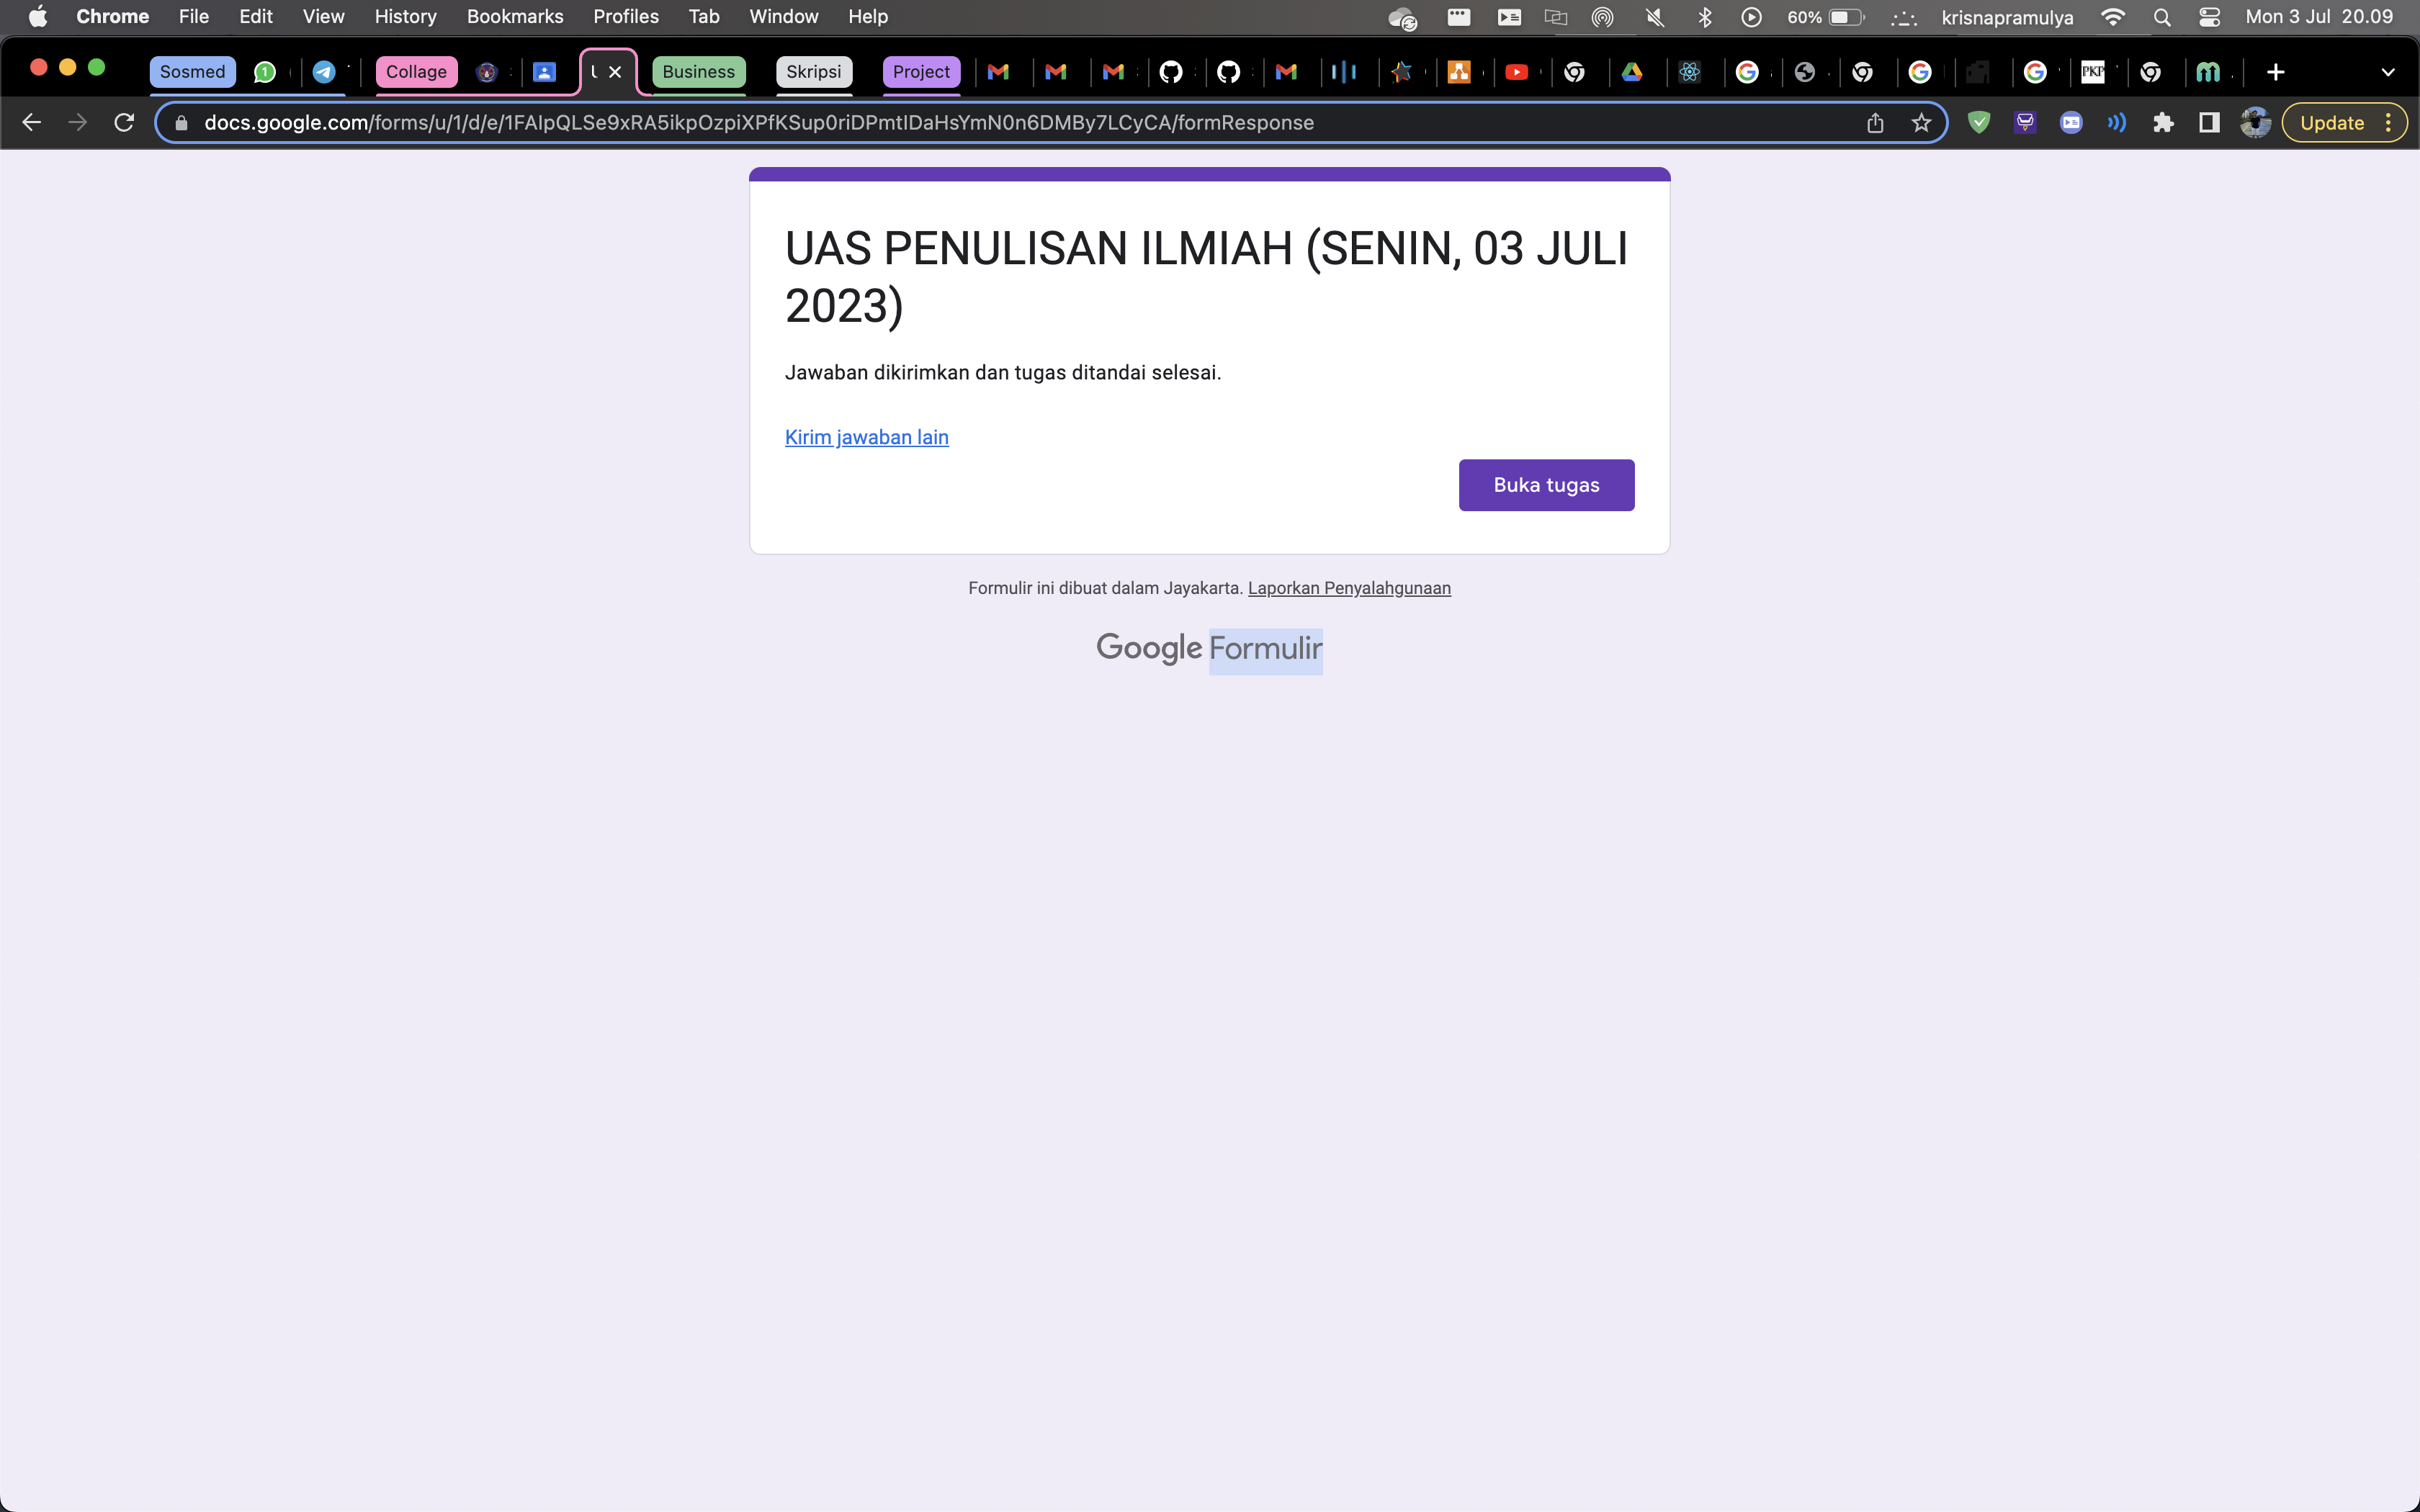 Chrome File Edit View History Bookmarks Profiles Tab Window Help 60% krisnapramulya Mon 3 Jul 20.09
Sosmed 1 Collage Business Skripsi Project PKP
docs.google.com/forms/u/1/d/e/1FAIpQLSe9xRA5ikpOzpiXPfKSup0riDPmtIDaHsYmN0n6DMBy7LCyCA/formResponse Update
UAS PENULISAN ILMIAH (SENIN, 03 JULI
2023)
Jawaban dikirimkan dan tugas ditandai selesai.
Kirim jawaban lain
Buka tugas
Formulir ini dibuat dalam Jayakarta. Laporkan Penyalahgunaan
Google Formulir